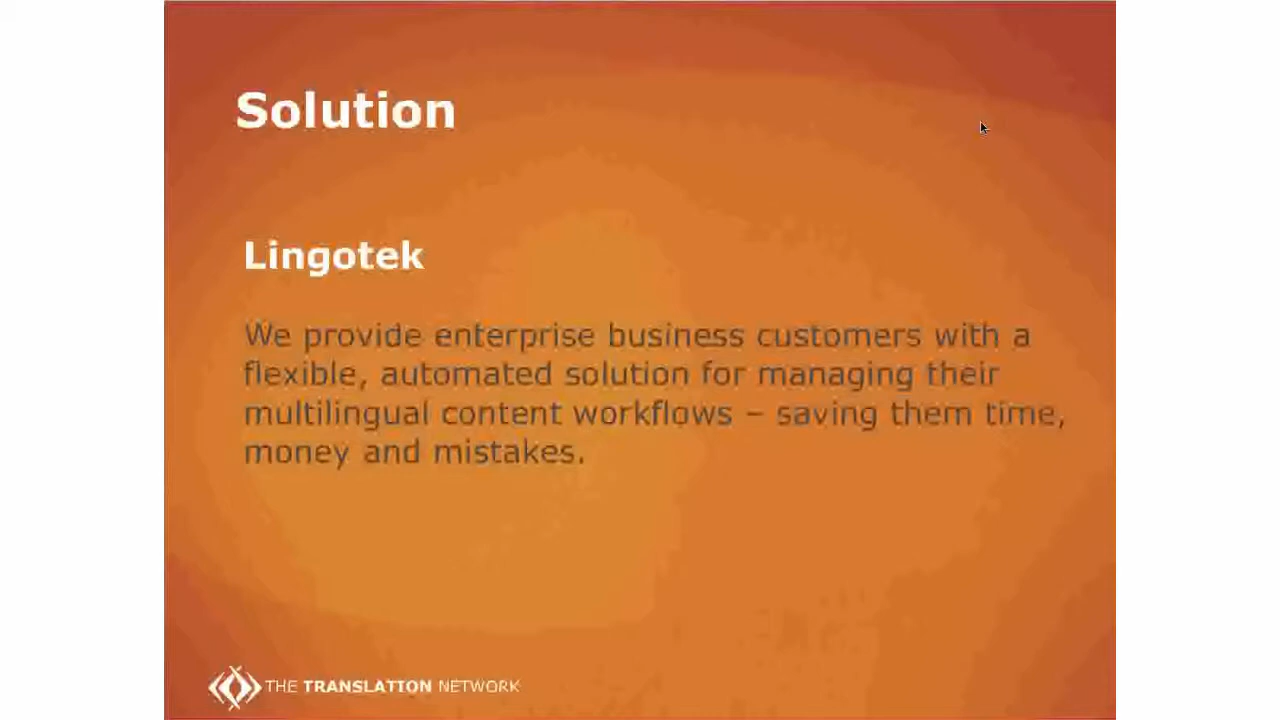 Solution
Lingotek
We provide enterprise business customers with a
flexible, automated solution for managing their
multilingual content workflows – saving them time,
money and mistakes.
THE TRANSLATION NETWORK